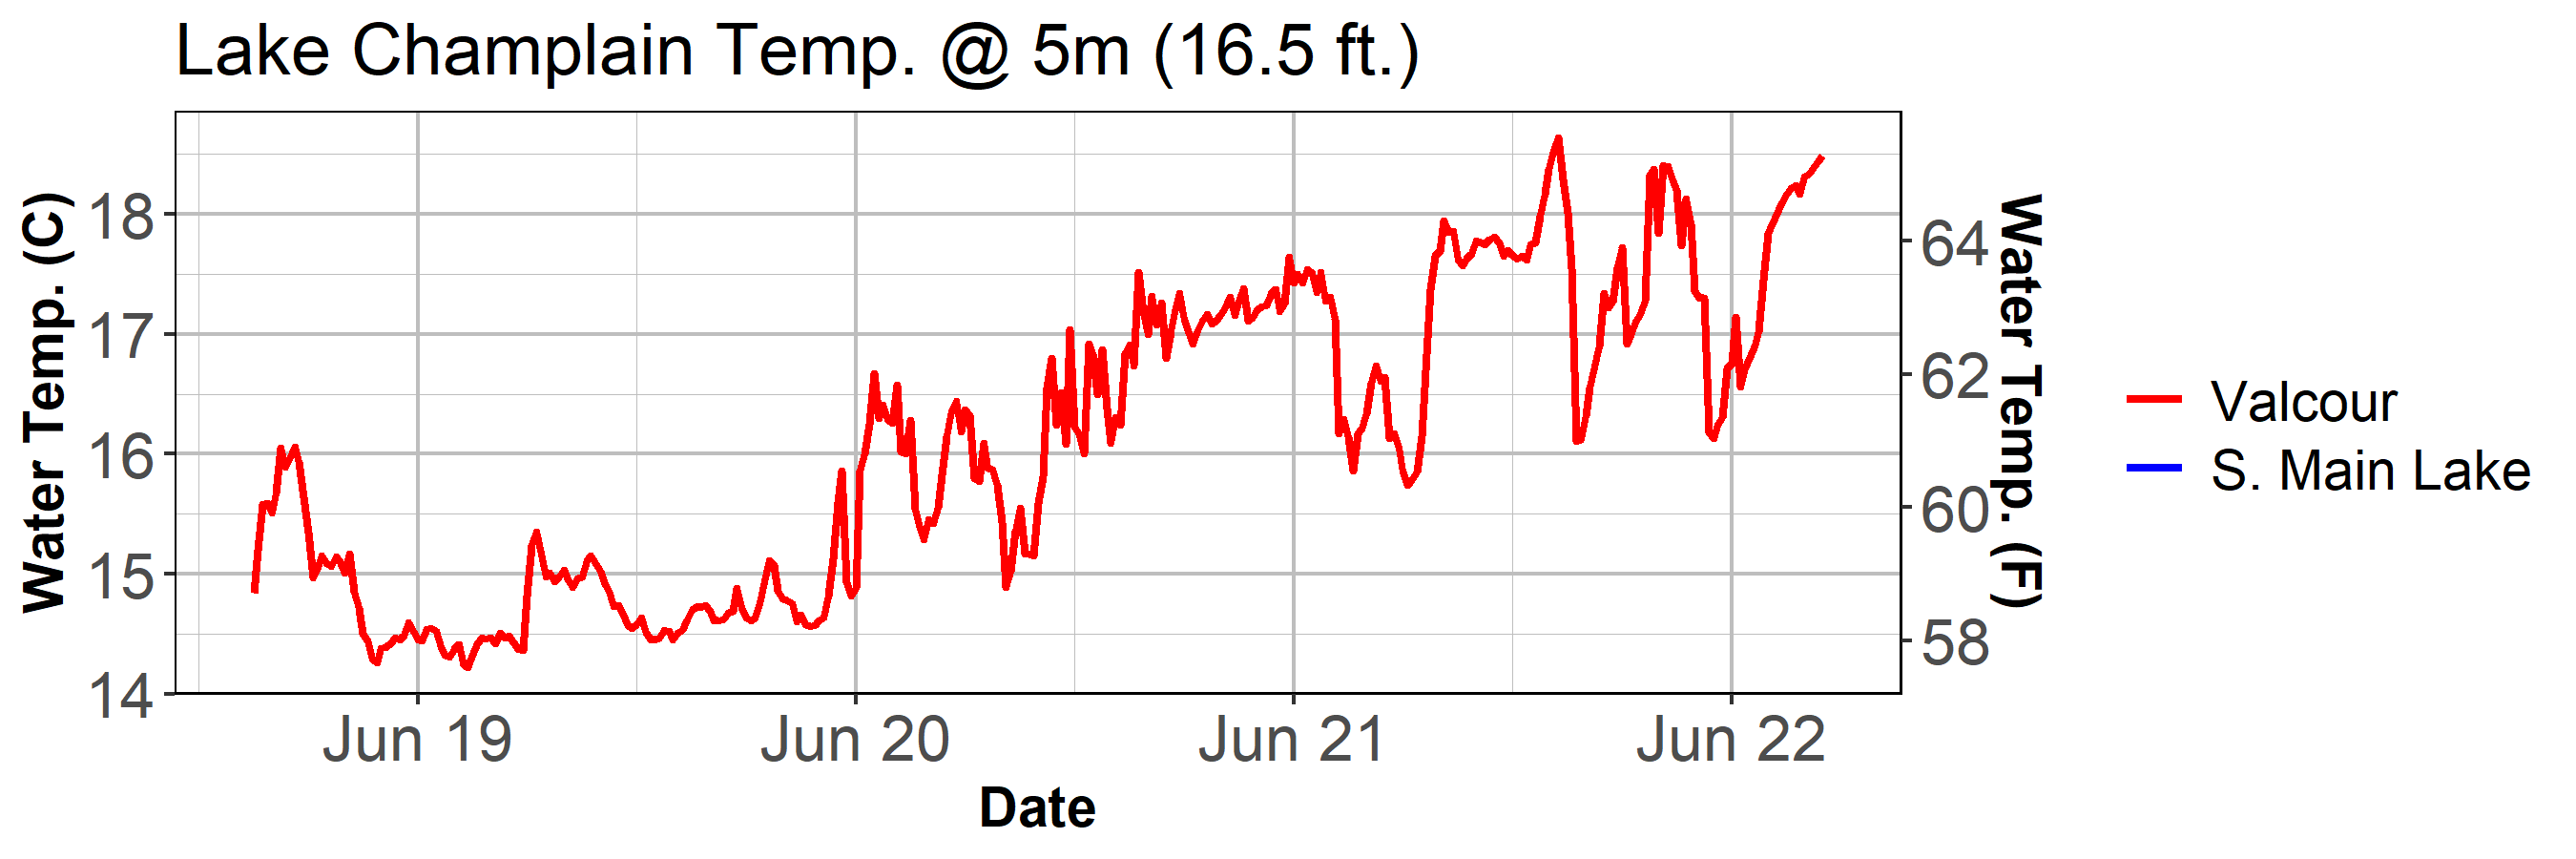 Lake Champlain Temp. @ 5m (16.5 ft.)
Water Temp. (C)
18
17
16
15
14
64
62
60
58
Water Temp. (F)
Jun 19
Jun 20
Jun 21
Jun 22
Date
Valcour
S. Main Lake